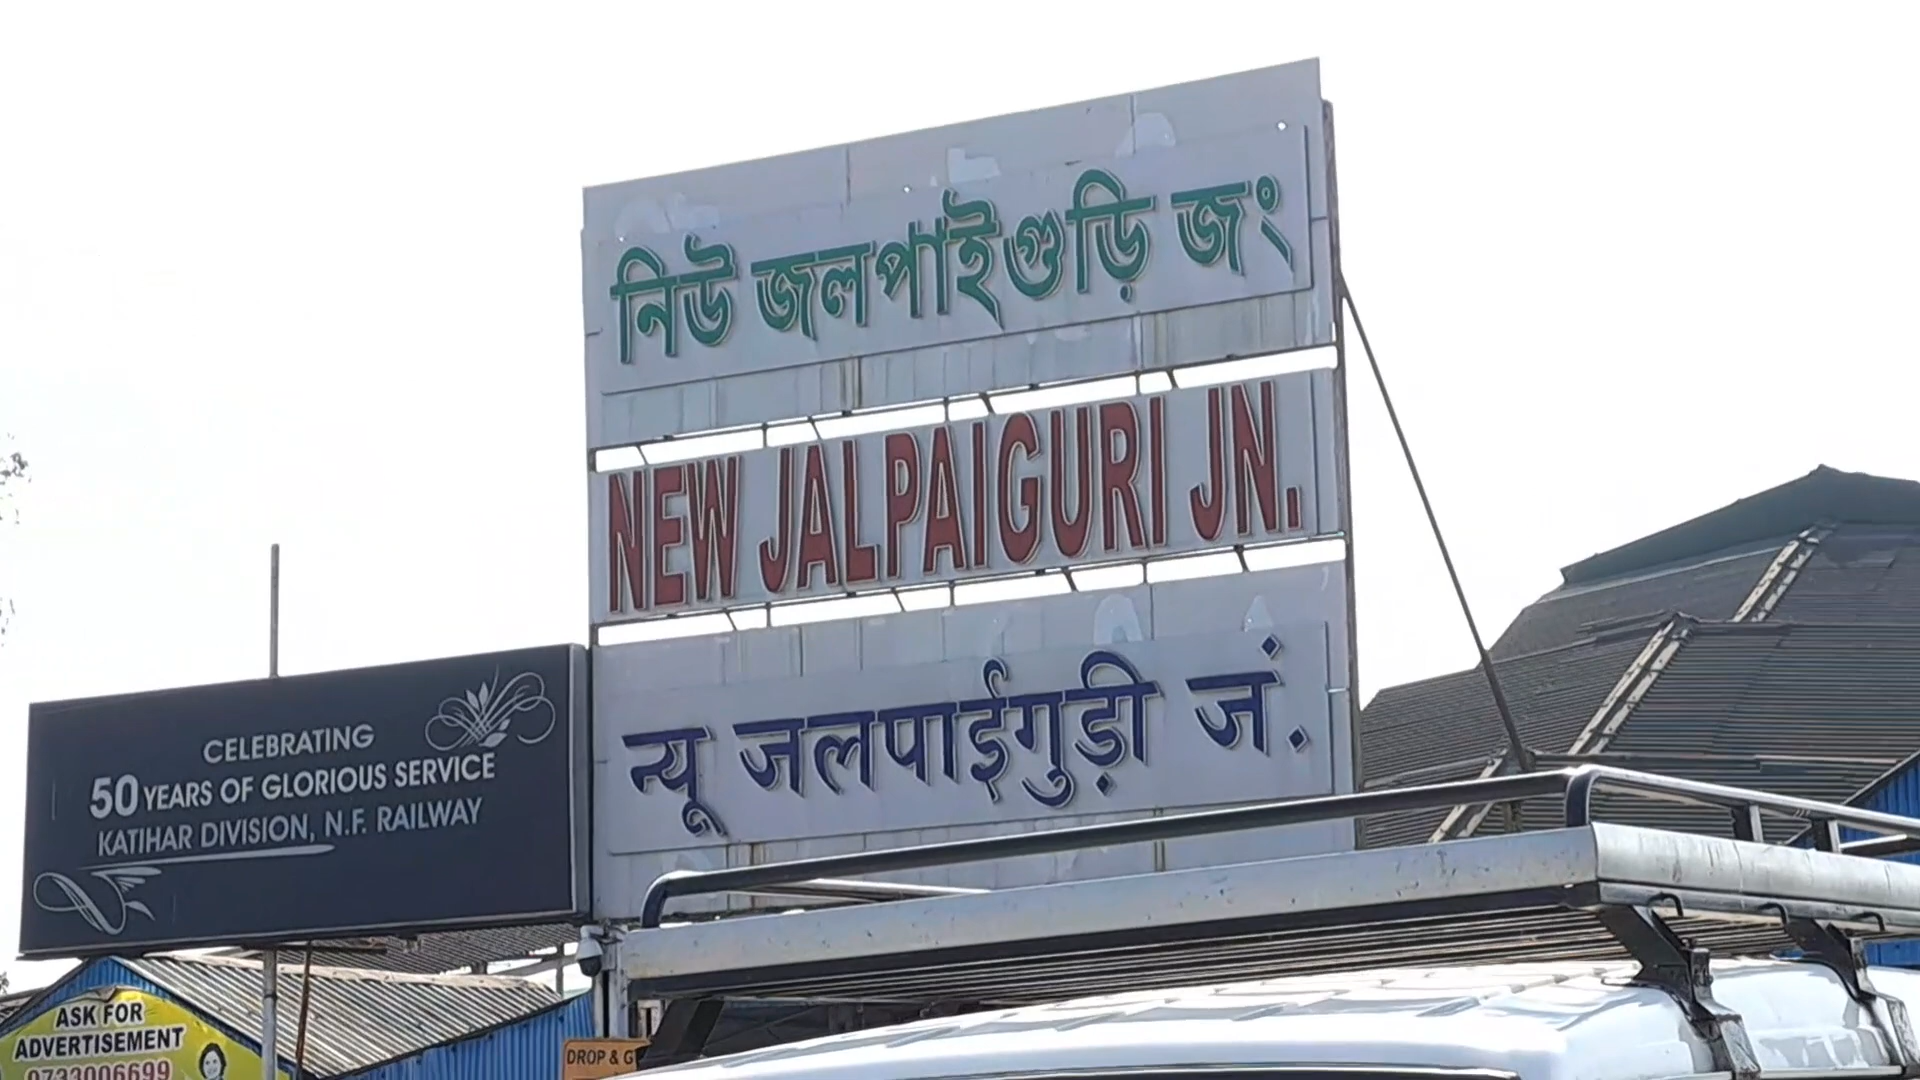 নিউ জলপাইগুড়ি জং
NEW JALPAIGURI JN.
न्यू जलपाईगुड़ी जं.
CELEBRATING
50 YEARS OF GLORIOUS SERVICE
KATIHAR DIVISION, N.F. RAILWAY
ASK FOR
ADVERTISEMENT
9733006699
DROP & G